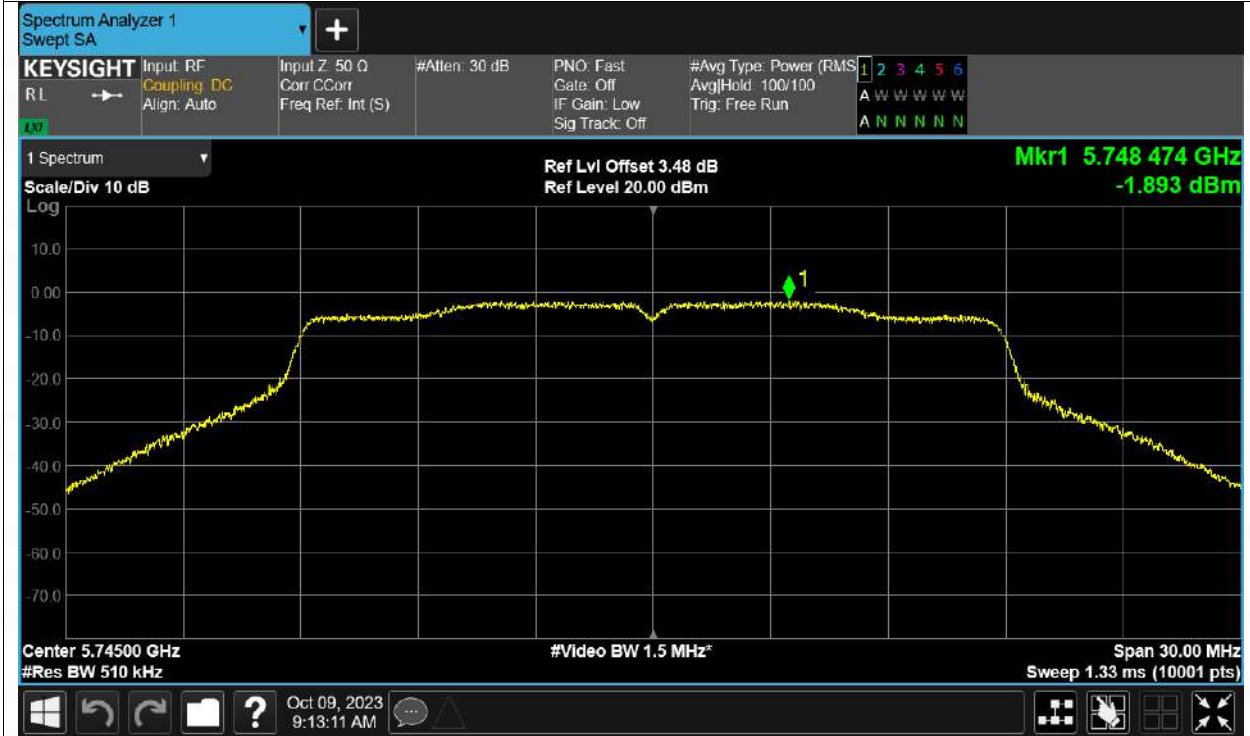 Spectrum Analyzer 1
Swept SA
KEYSIGHT
RL
LXI
Input: RF
Coupling: DC
Align: Auto
Input Z: 50 Ω
Corr CCorr
Freq Ref: Int (S)
#Atten: 30 dB
PNO: Fast
Gate: Off
IF Gain: Low
Sig Track: Off
#Avg Type: Power (RMS
Avg|Hold: 100/100
Trig: Free Run
1 2 3 4 5 6
A W W W W W
A N N N N N
1 Spectrum
Scale/Div 10 dB
Log
Ref Lvl Offset 3.48 dB
Ref Level 20.00 dBm
Mkr1 5.748 474 GHz
-1.893 dBm
10.0
0.00
-10.0
-20.0
-30.0
-40.0
-50.0
-60.0
-70.0
1
Center 5.74500 GHz
#Res BW 510 kHz
#Video BW 1.5 MHz*
Span 30.00 MHz
Sweep 1.33 ms (10001 pts)
?
Oct 09, 2023
9:13:11 AM